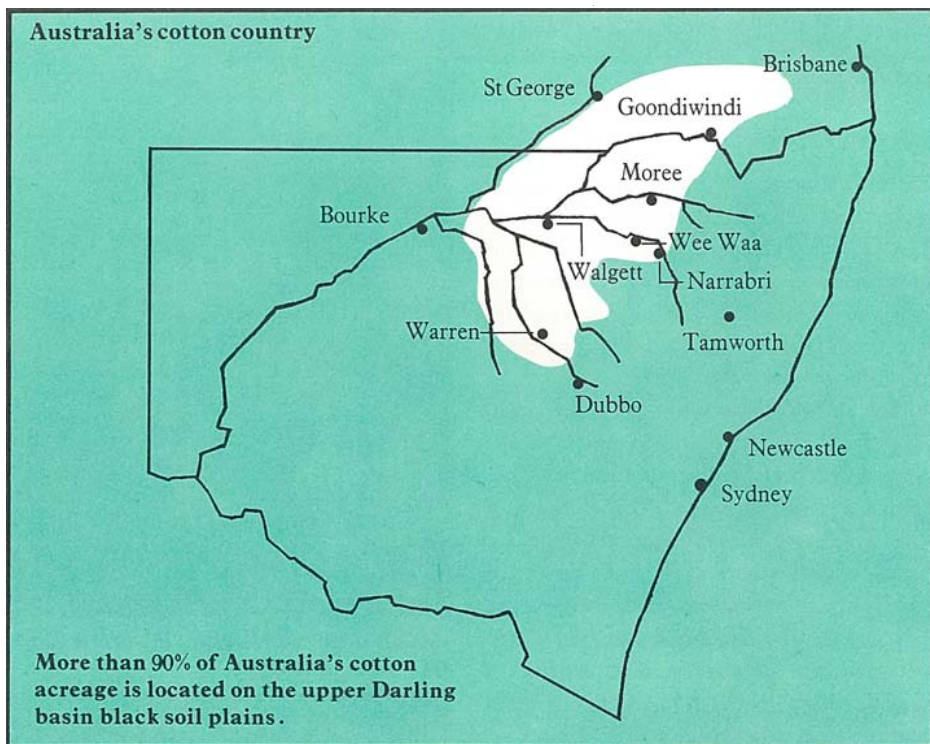 Australia's cotton country
Brisbane
St George
Goondiwindi
Moree
Bourke
Wee Waa
Walgett
Narrabri
Warren
Tamworth
Dubbo
Newcastle
Sydney
More than 90% of Australia's cotton
acreage is located on the upper Darling
basin black soil plains.